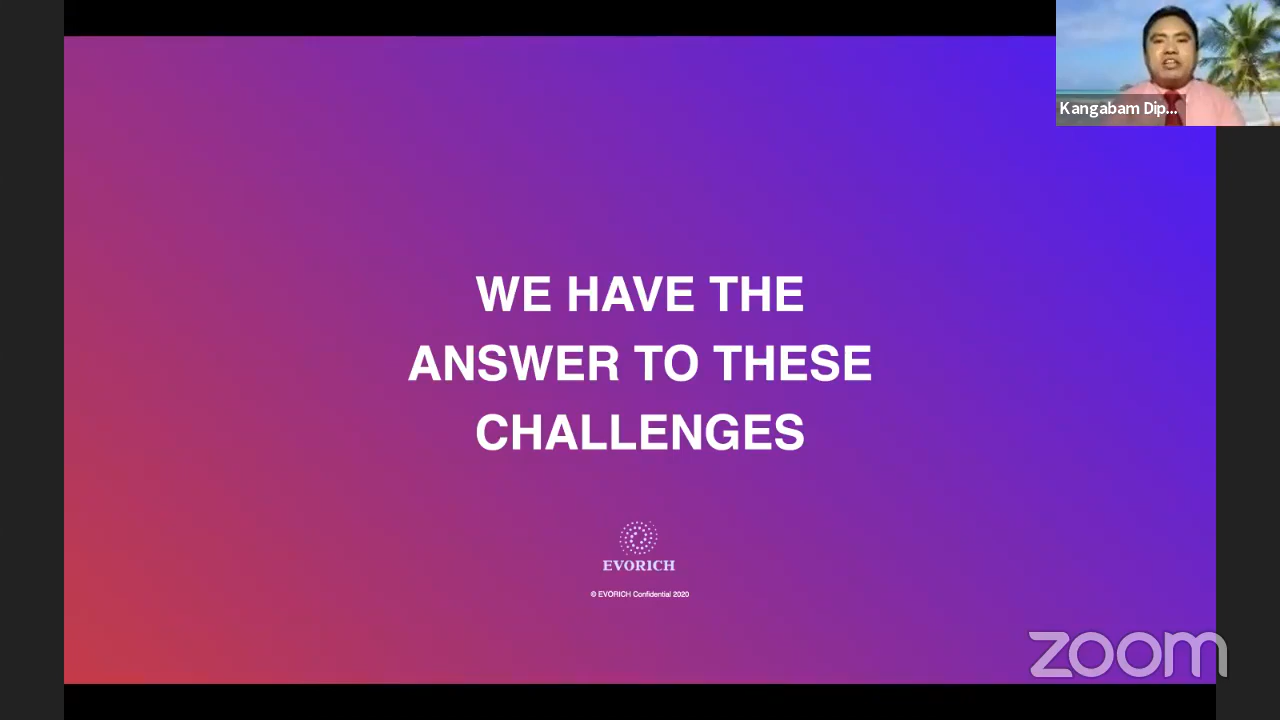 Kangabam Dip...
WE HAVE THE
ANSWER TO THESE
CHALLENGES
EVORICH
© EVORICH Confidential 2020
zoom